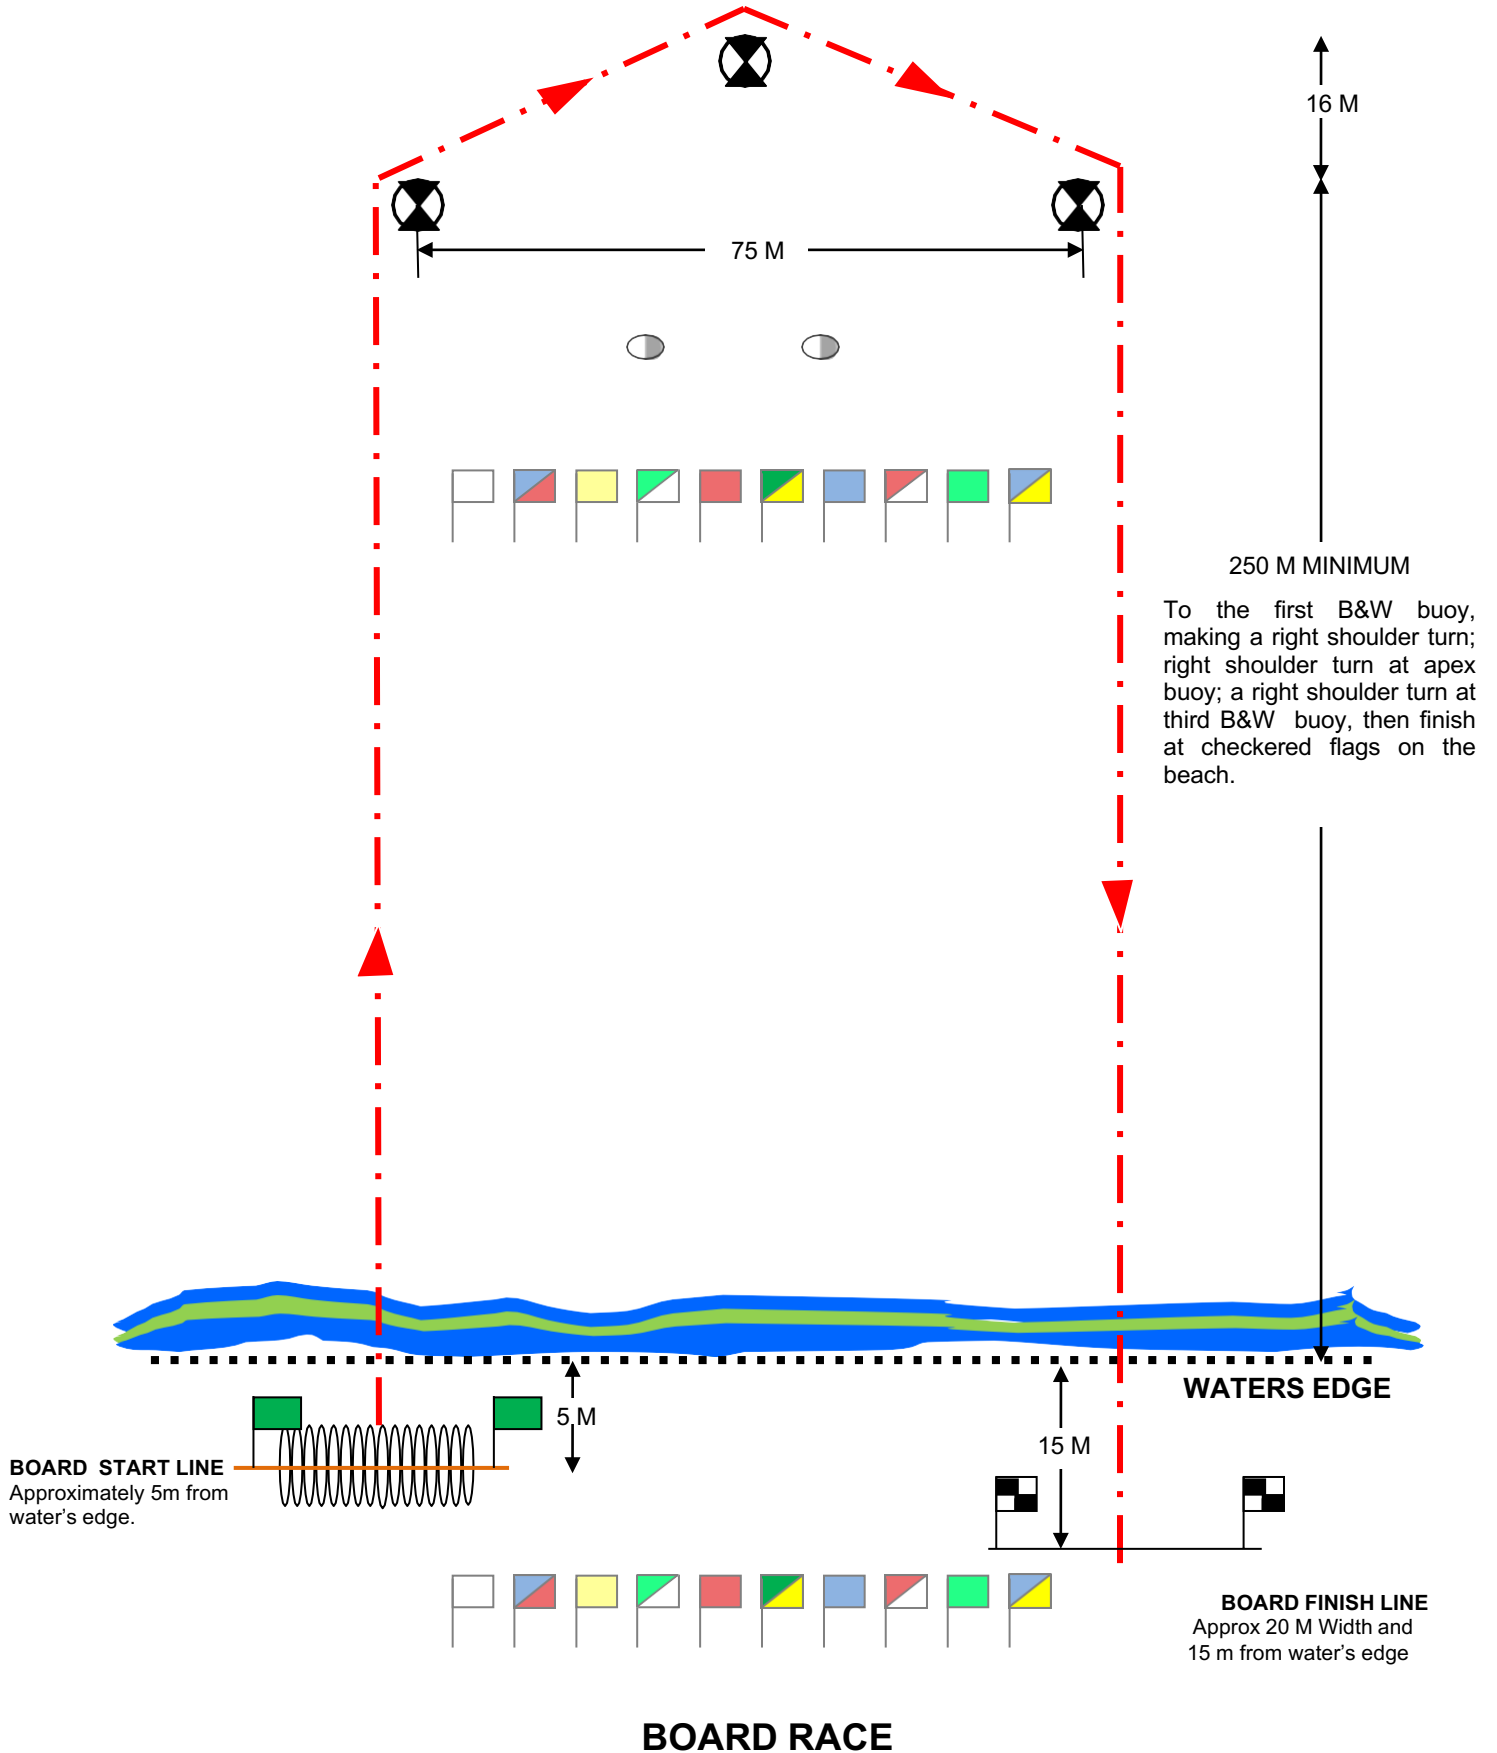 16 M
75 M
250 M MINIMUM
To the first B&W buoy,
making a right shoulder turn;
right shoulder turn at apex
buoy; a right shoulder turn at
third B&W buoy, then finish
at checkered flags on the
beach.
WATERS EDGE
5 M
15 M
BOARD START LINE
Approximately 5m from
water's edge.
BOARD FINISH LINE
Approx 20 M Width and
15 m from water's edge
BOARD RACE